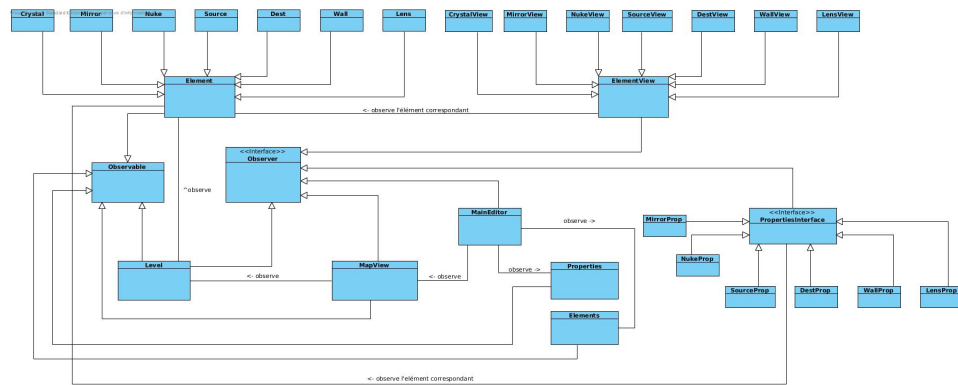 Crystal
Mirror
Nuke
Source
Dest
Wall
Lens
CrystalView
MirrorView
NukeView
SourceView
DestView
WallView
LensView
Element
ElementView
<- observe l'elément correspondant
<<Interface>>
Observer
Observable
^observe
<<Interface>>
PropertiesInterface
MainEditor
MirrorProp
observe ->
NukeProp
Level
MapView
Properties
<- observe
<- observe
observe ->
SourceProp
DestProp
WallProp
LensProp
Elements
<- observe l'elément correspondant